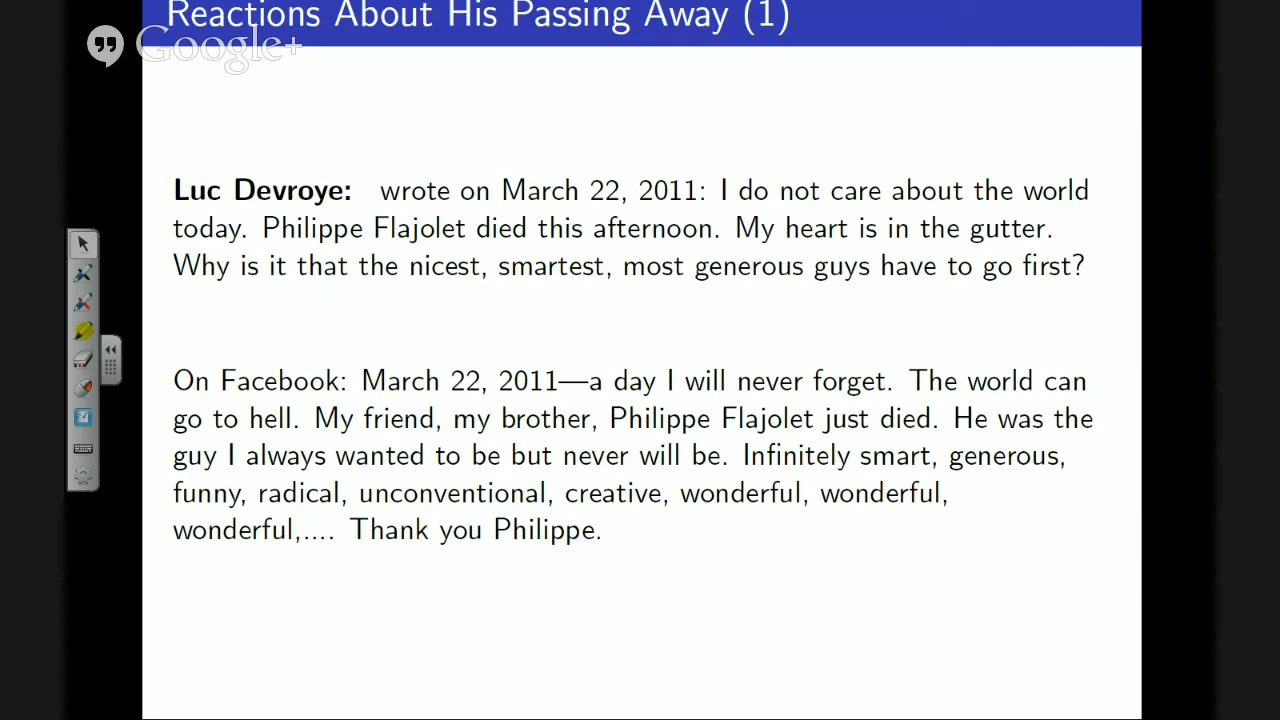 Reactions About His Passing Away (1)
Google+
Luc Devroye: wrote on March 22, 2011: I do not care about the world
today. Philippe Flajolet died this afternoon. My heart is in the gutter.
Why is it that the nicest, smartest, most generous guys have to go first?
On Facebook: March 22, 2011—a day I will never forget. The world can
go to hell. My friend, my brother, Philippe Flajolet just died. He was the
guy I always wanted to be but never will be. Infinitely smart, generous,
funny, radical, unconventional, creative, wonderful, wonderful,
wonderful,.... Thank you Philippe.